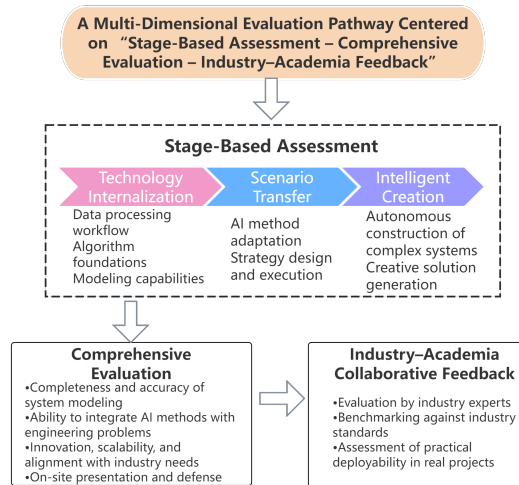 A Multi-Dimensional Evaluation Pathway Centered
on “Stage-Based Assessment – Comprehensive
Evaluation – Industry–Academia Feedback”
Stage-Based Assessment
Technology
Internalization
Data processing
workflow
Algorithm
foundations
Modeling capabilities
Scenario
Transfer
AI method
adaptation
Strategy design
and execution
Intelligent
Creation
Autonomous
construction of
complex systems
Creative solution
generation
Comprehensive
Evaluation
•Completeness and accuracy of
system modeling
•Ability to integrate AI methods with
engineering problems
•Innovation, scalability, and
alignment with industry needs
•On-site presentation and defense
Industry–Academia
Collaborative Feedback
•Evaluation by industry experts
•Benchmarking against industry
standards
•Assessment of practical
deployability in real projects